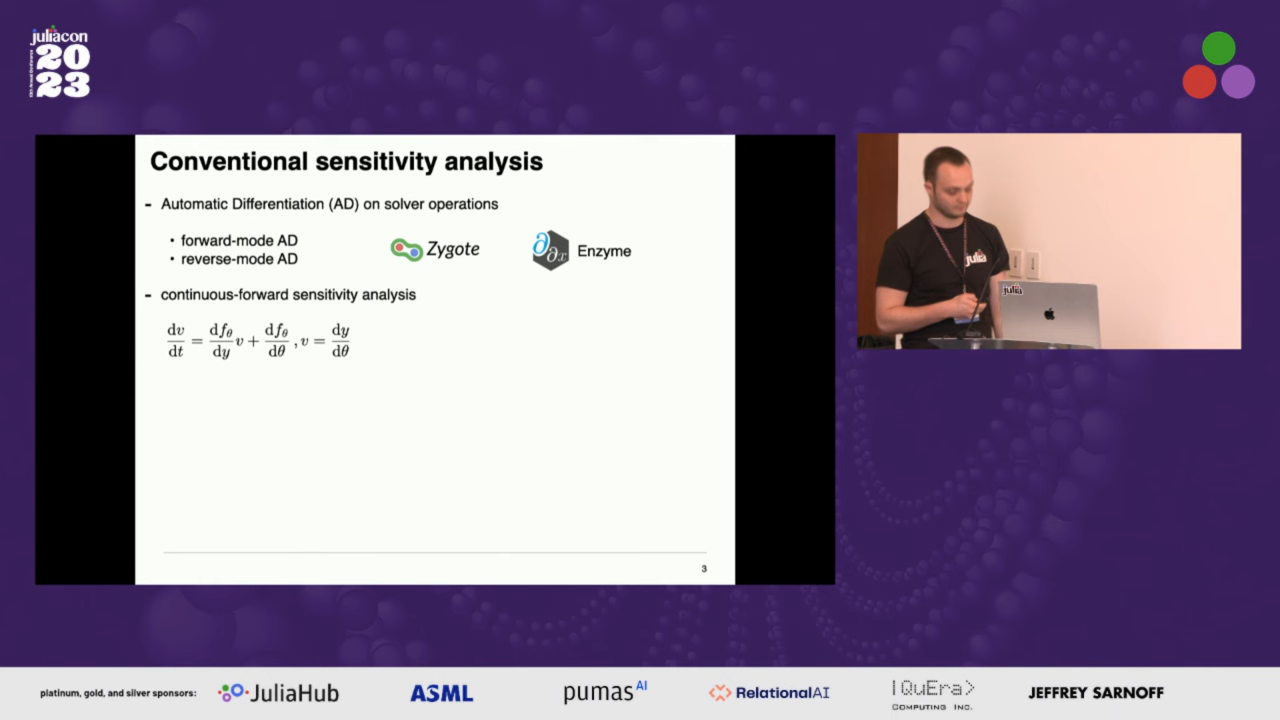 juliacon
20
23
Conventional sensitivity analysis
- Automatic Differentiation (AD) on solver operations
• forward-mode AD
• reverse-mode AD
Zygote
∂ ∂x Enzyme
- continuous-forward sensitivity analysis
dv/dt = df_θ/dy v + df_θ/dθ , v = dy/dθ
3
julia
julia
platinum, gold, and silver sponsors:
JuliaHub
ASML
pumas AI
RelationalAI
|QuEra>
COMPUTING INC.
JEFFREY SARNOFF